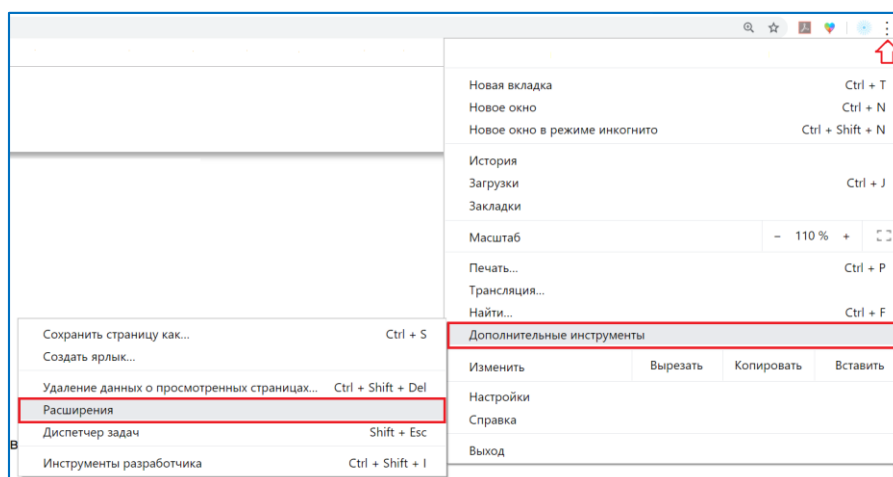 Новая вкладка Ctrl + T
Новое окно Ctrl + N
Новое окно в режиме инкогнито Ctrl + Shift + N
История
Загрузки Ctrl + J
Закладки
Масштаб - 110 % +
Печать... Ctrl + P
Трансляция...
Найти... Ctrl + F
Дополнительные инструменты
Изменить Вырезать Копировать Вставить
Настройки
Справка
Выход
Сохранить страницу как... Ctrl + S
Создать ярлык...
Удаление данных о просмотренных страницах... Ctrl + Shift + Del
Расширения
Диспетчер задач Shift + Esc
Инструменты разработчика Ctrl + Shift + I
в